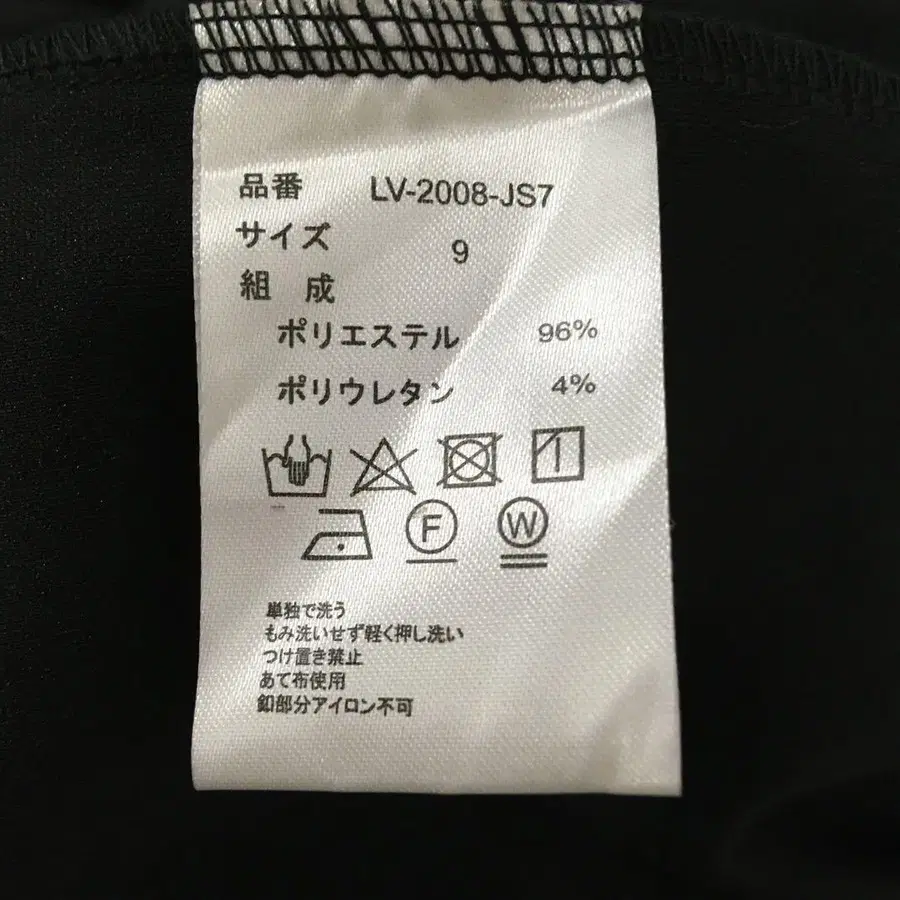 品番 LV-2008-JS7
サイズ 9
組 成
ポリエステル 96%
ポリウレタン 4%
F W
単独で洗う
もみ洗いせず軽く押し洗い
つけ置き禁止
あて布使用
釦部分アイロン不可